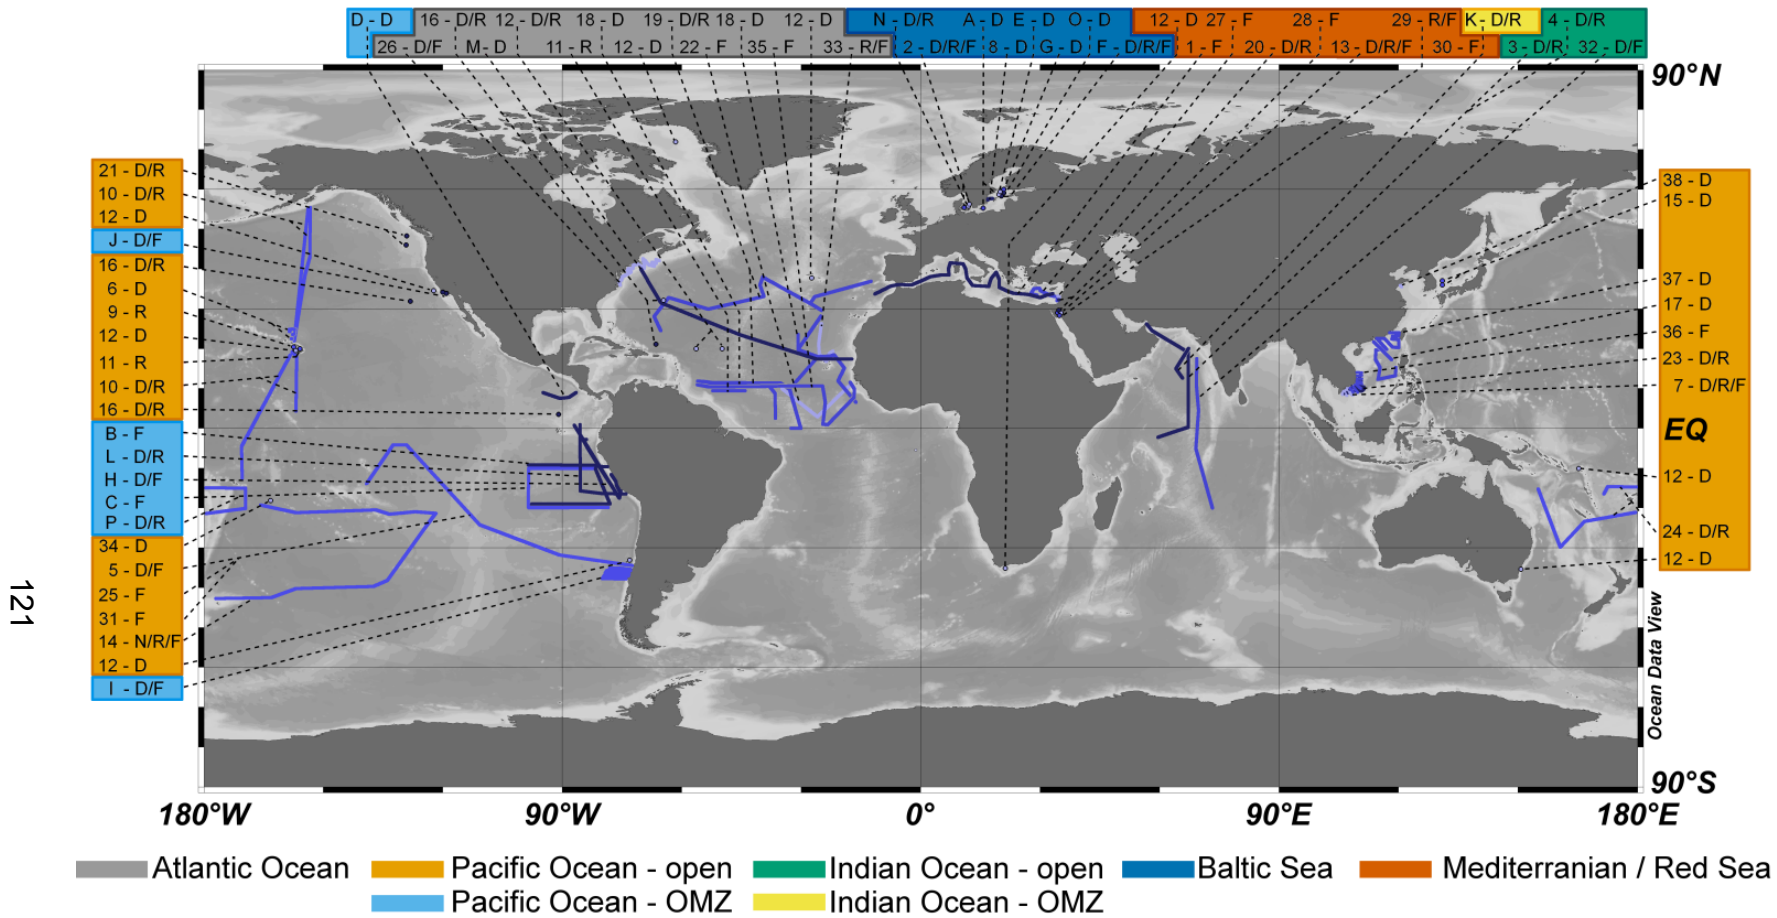 D - D 16 - D/R 12 - D/R 18 - D 19 - D/R 18 - D 12 - D N - D/R A - D E - D O - D 12 - D 27 - F 28 - F 29 - R/F K - D/R 4 - D/R
26 - D/F M - D 11 - R 12 - D 22 - F 35 - F 33 - R/F 2 - D/R/F 8 - D G - D F - D/R/F 1 - F 20 - D/R 13 - D/R/F 30 - F 3 - D/R 32 - D/F
90°N
21 - D/R
10 - D/R
12 - D
J - D/F
16 - D/R
6 - D
9 - R
12 - D
11 - R
10 - D/R
16 - D/R
B - F
L - D/R
H - D/F
C - F
P - D/R
34 - D
5 - D/F
25 - F
31 - F
14 - N/R/F
12 - D
I - D/F
38 - D
15 - D
37 - D
17 - D
36 - F
23 - D/R
7 - D/R/F
EQ
12 - D
24 - D/R
12 - D
Ocean Data View
121
90°S
180°W 90°W 0° 90°E 180°E
Atlantic Ocean Pacific Ocean - open Indian Ocean - open Baltic Sea Mediterranian / Red Sea
Pacific Ocean - OMZ Indian Ocean - OMZ